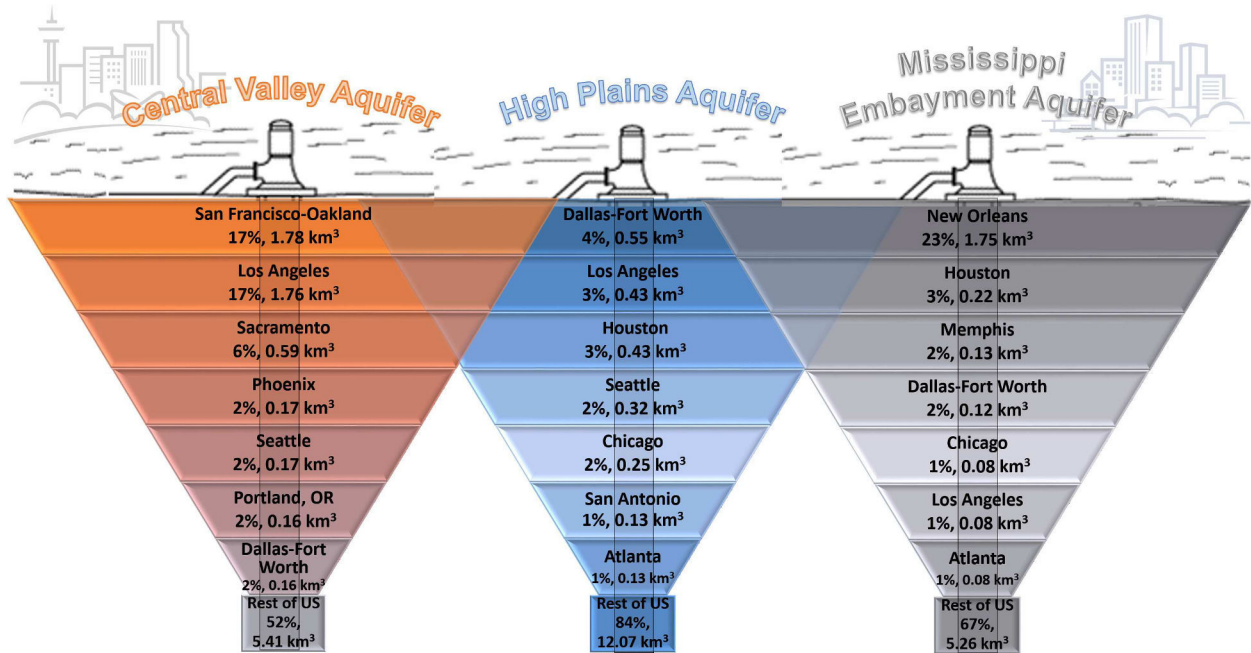 Central Valley Aquifer
San Francisco-Oakland
17%, 1.78 km³
Los Angeles
17%, 1.76 km³
Sacramento
6%, 0.59 km³
Phoenix
2%, 0.17 km³
Seattle
2%, 0.17 km³
Portland, OR
2%, 0.16 km³
Dallas-Fort
Worth
2%, 0.16 km³
Rest of US
52%,
5.41 km³
High Plains Aquifer
Dallas-Fort Worth
4%, 0.55 km³
Los Angeles
3%, 0.43 km³
Houston
3%, 0.43 km³
Seattle
2%, 0.32 km³
Chicago
2%, 0.25 km³
San Antonio
1%, 0.13 km³
Atlanta
1%, 0.13 km³
Rest of US
84%,
12.07 km³
Mississippi
Embayment Aquifer
New Orleans
23%, 1.75 km³
Houston
3%, 0.22 km³
Memphis
2%, 0.13 km³
Dallas-Fort Worth
2%, 0.12 km³
Chicago
1%, 0.08 km³
Los Angeles
1%, 0.08 km³
Atlanta
1%, 0.08 km³
Rest of US
67%,
5.26 km³